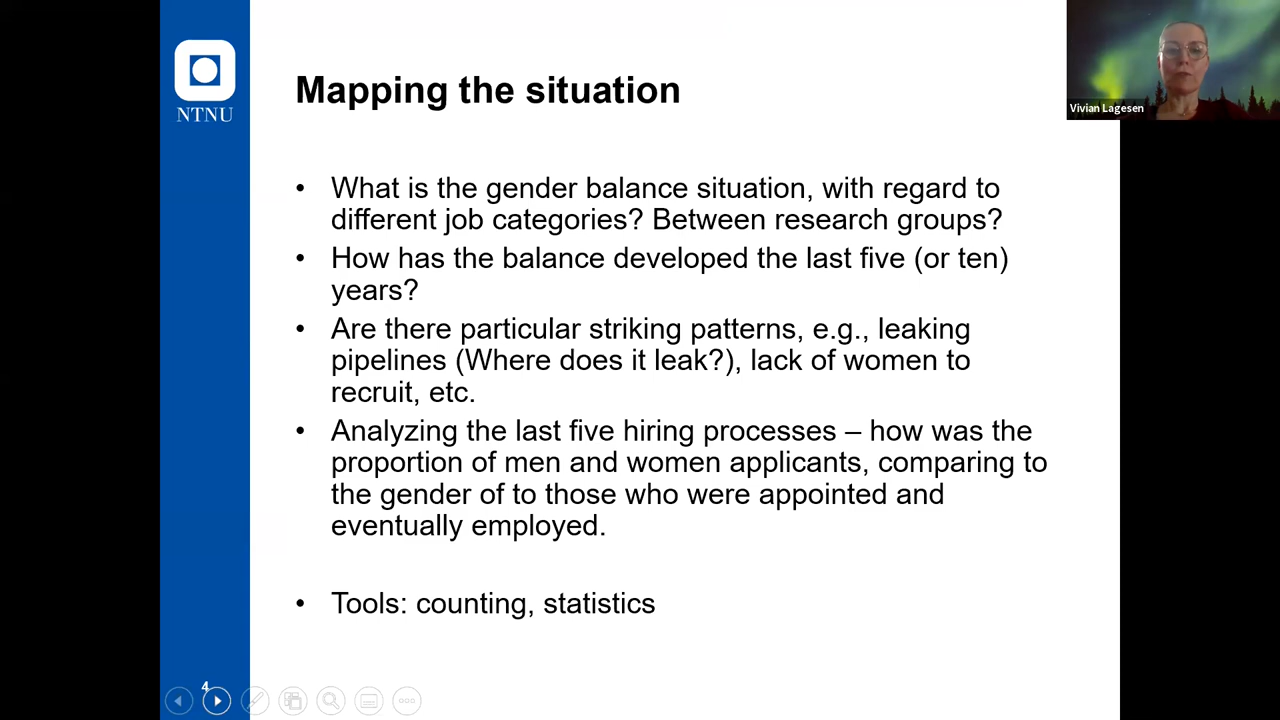 NTNU
Mapping the situation
Vivian Lagesen
• What is the gender balance situation, with regard to
different job categories? Between research groups?
• How has the balance developed the last five (or ten)
years?
• Are there particular striking patterns, e.g., leaking
pipelines (Where does it leak?), lack of women to
recruit, etc.
• Analyzing the last five hiring processes – how was the
proportion of men and women applicants, comparing to
the gender of to those who were appointed and
eventually employed.
• Tools: counting, statistics
4